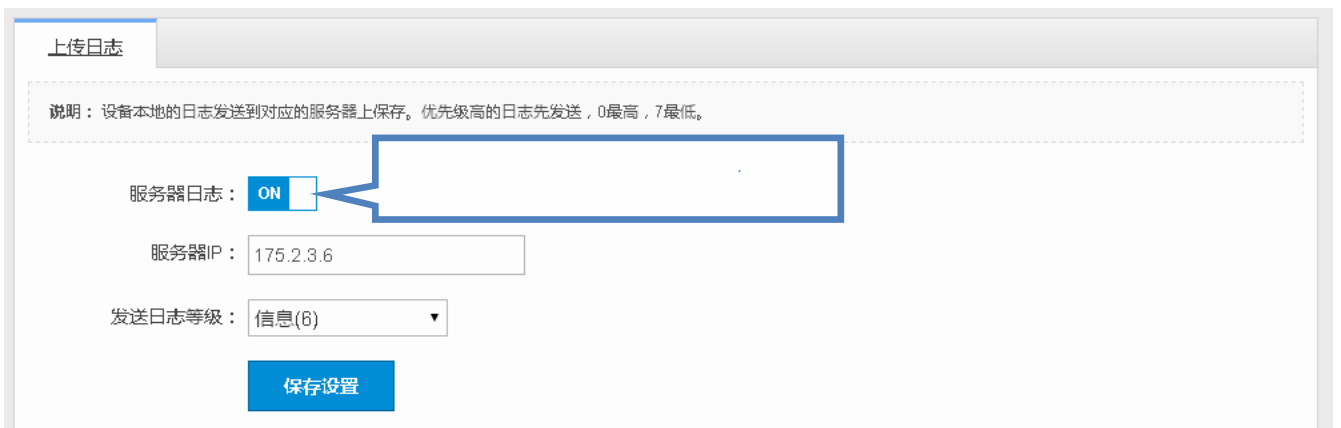 上传日志
说明：设备本地的日志发送到对应的服务器上保存。优先级高的日志先发送，0最高，7最低。
服务器日志： ON
服务器IP： 175.2.3.6
发送日志等级： 信息(6)
保存设置